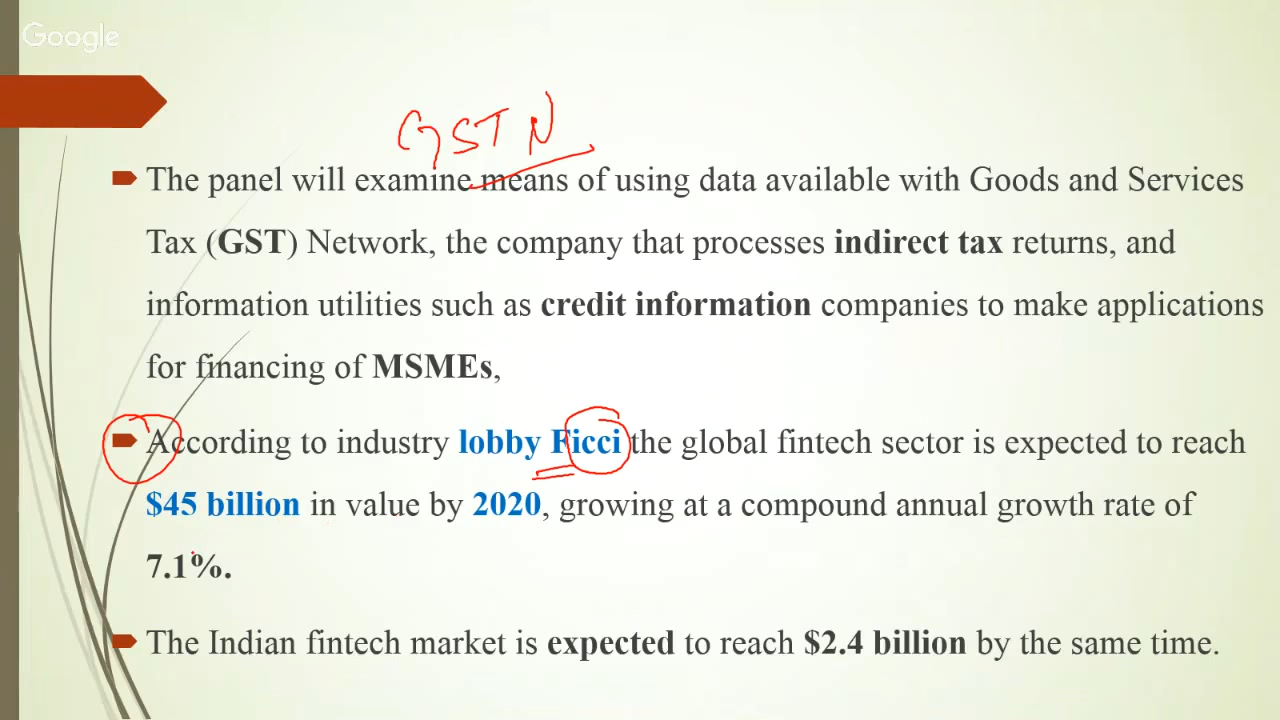 Google
GSTN
The panel will examine means of using data available with Goods and Services
Tax (GST) Network, the company that processes indirect tax returns, and
information utilities such as credit information companies to make applications
for financing of MSMEs,
According to industry lobby Ficci the global fintech sector is expected to reach
$45 billion in value by 2020, growing at a compound annual growth rate of
7.1%.
The Indian fintech market is expected to reach $2.4 billion by the same time.